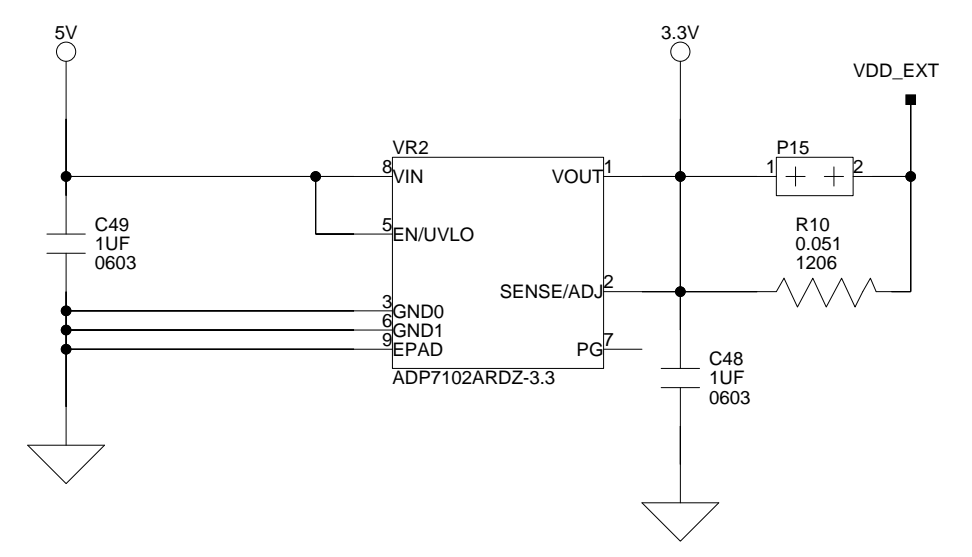 5V
3.3V
VDD_EXT
VR2
P15
8
VIN
VOUT
1
1
2
C49
1UF
0603
5
EN/UVLO
R10
0.051
1206
SENSE/ADJ
2
3
GND0
6
GND1
9
EPAD
PG
7
ADP7102ARDZ-3.3
C48
1UF
0603